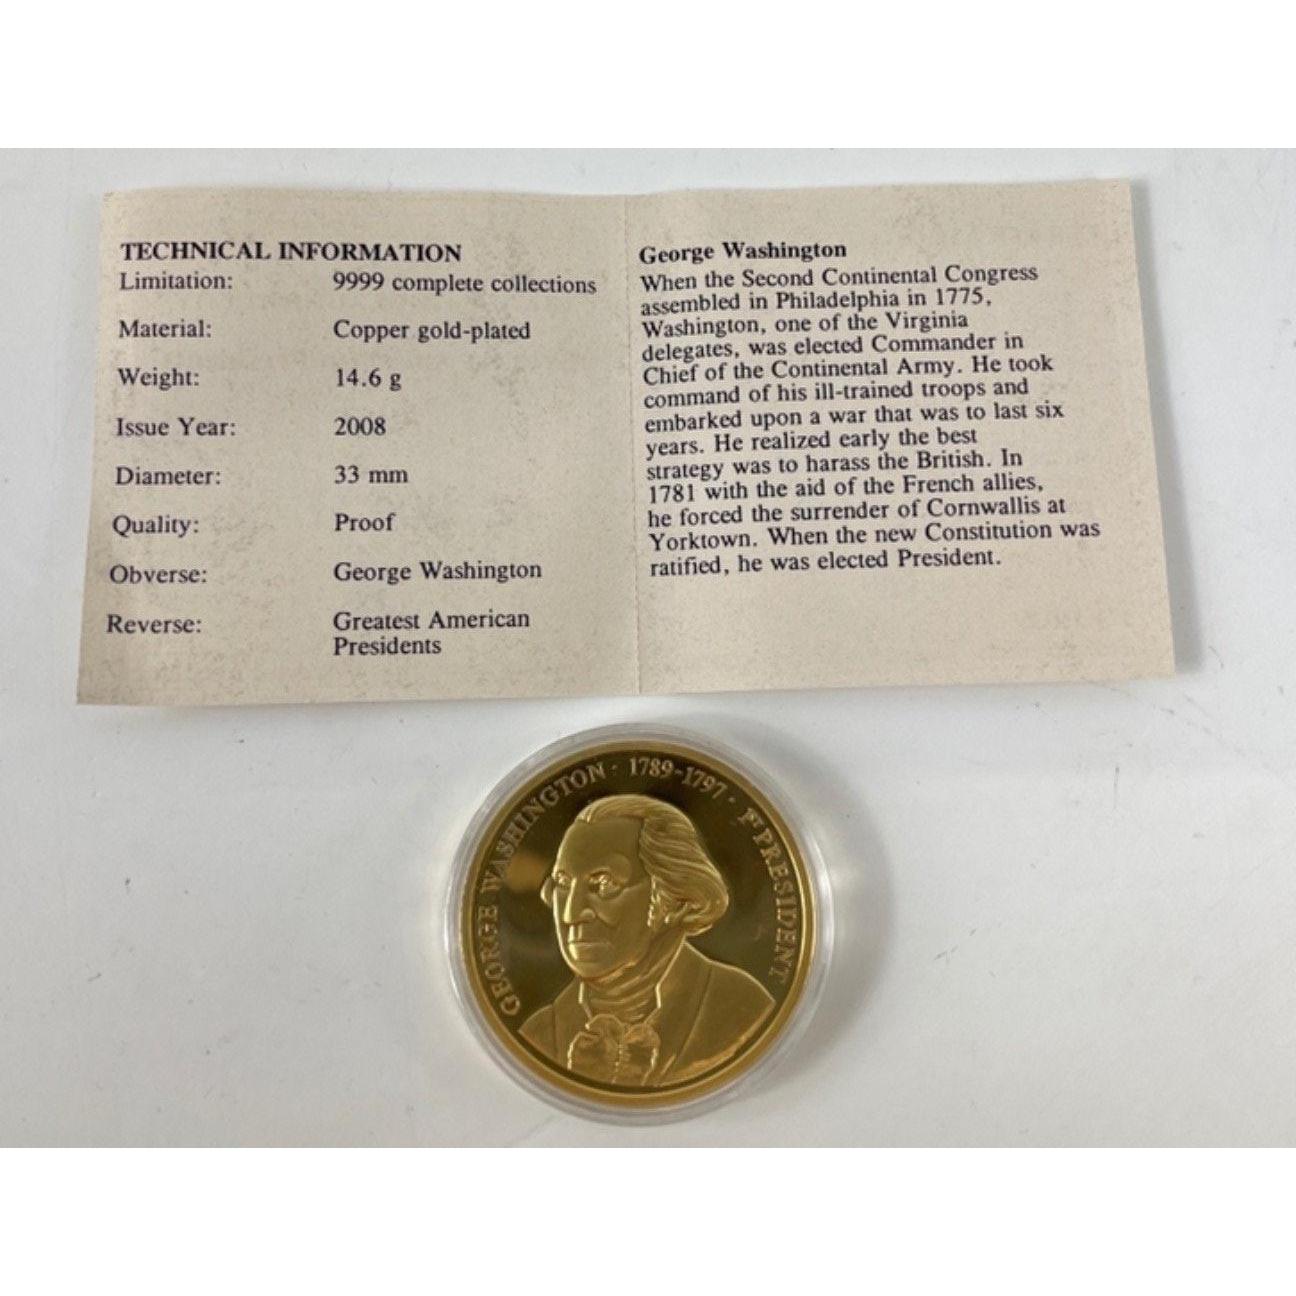 TECHNICAL INFORMATION
Limitation: 9999 complete collections
Material: Copper gold-plated
Weight: 14.6 g
Issue Year: 2008
Diameter: 33 mm
Quality: Proof
Obverse: George Washington
Reverse: Greatest American
Presidents
George Washington
When the Second Continental Congress
assembled in Philadelphia in 1775,
Washington, one of the Virginia
delegates, was elected Commander in
Chief of the Continental Army. He took
command of his ill-trained troops and
embarked upon a war that was to last six
years. He realized early the best
strategy was to harass the British. In
1781 with the aid of the French allies,
he forced the surrender of Cornwallis at
Yorktown. When the new Constitution was
ratified, he was elected President.
GEORGE WASHINGTON · 1789-1797 · 1ST PRESIDENT